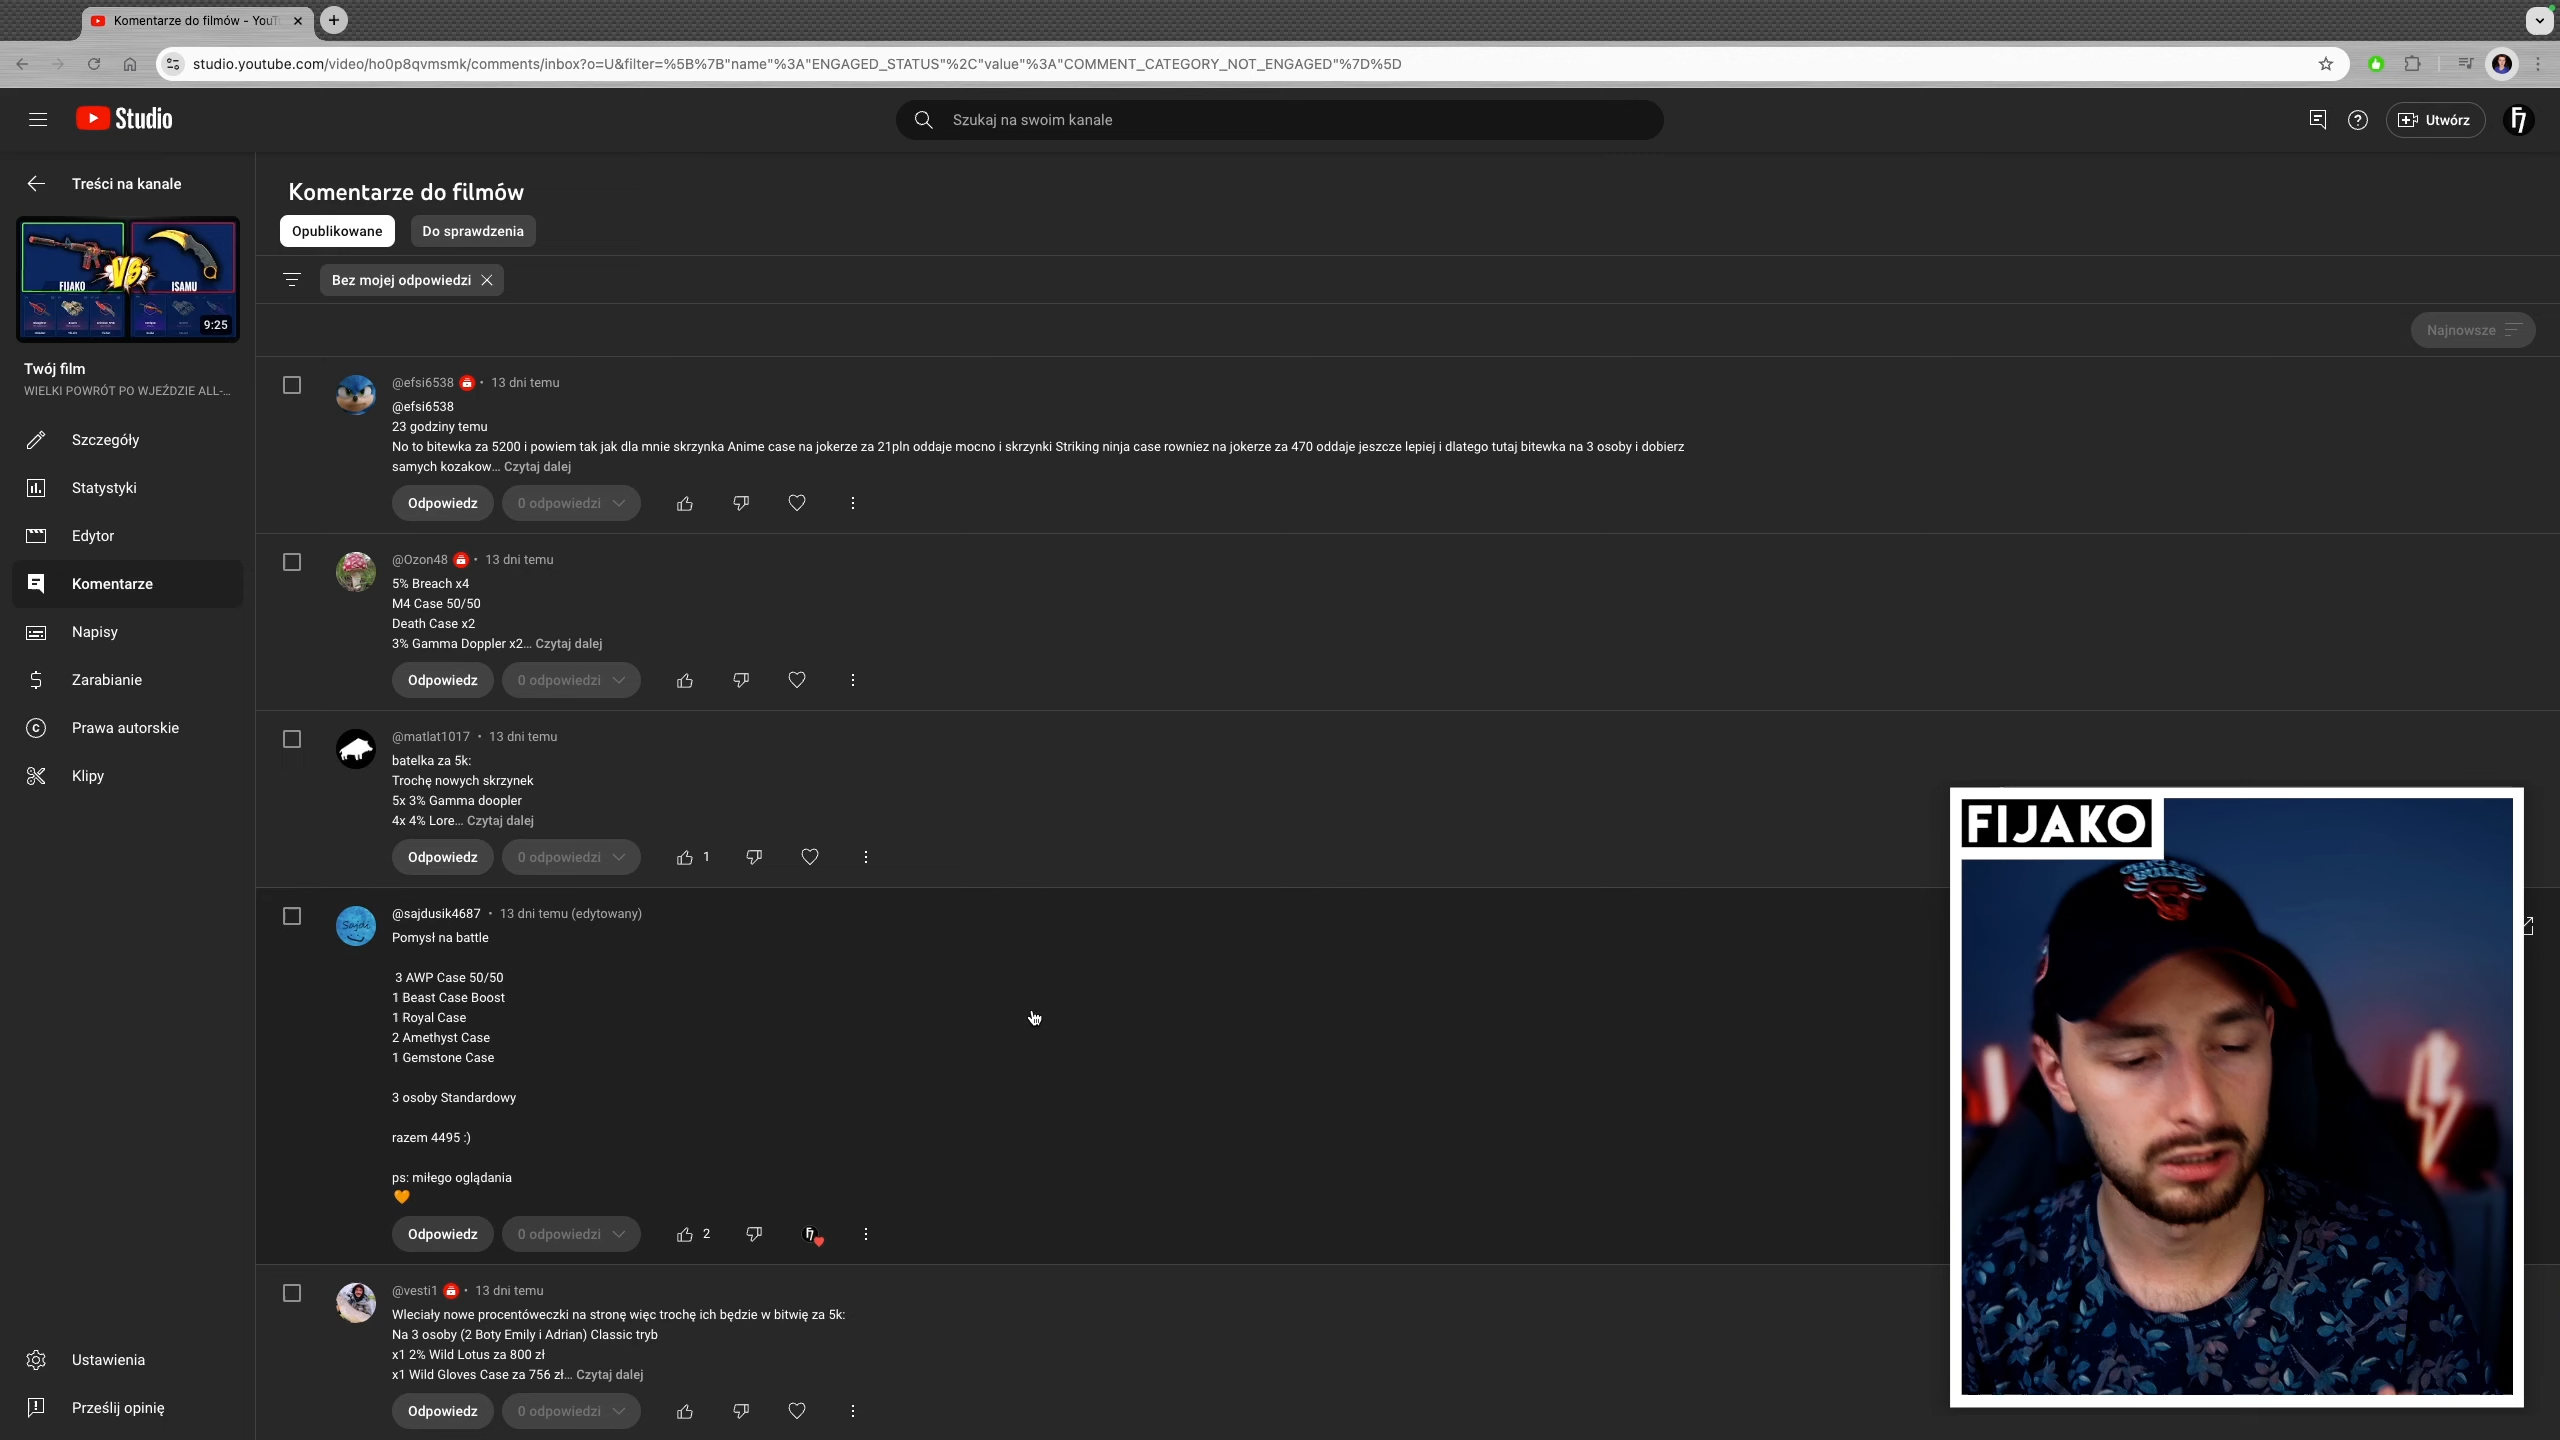 Komentarze do filmów - YouT
studio.youtube.com/video/ho0p8qvmsmk/comments/inbox?o=U&filter=%5B%7B"name"%3A"ENGAGED_STATUS"%2C"value"%3A"COMMENT_CATEGORY_NOT_ENGAGED"%7D%5D
Studio
Szukaj na swoim kanale
Utwórz
Treści na kanale
VS
FIJAKO
ISAMU
9:25
Twój film
WIELKI POWRÓT PO WJEŹDZIE ALL-...
Szczegóły
Statystyki
Edytor
Komentarze
Napisy
Zarabianie
Prawa autorskie
Klipy
Ustawienia
Prześlij opinię
Komentarze do filmów
Opublikowane
Do sprawdzenia
Bez mojej odpowiedzi
Najnowsze
@efsi6538 • 13 dni temu
@efsi6538
23 godziny temu
No to bitewka za 5200 i powiem tak jak dla mnie skrzynka Anime case na jokerze za 21pln oddaje mocno i skrzynki Striking ninja case rowniez na jokerze za 470 oddaje jeszcze lepiej i dlatego tutaj bitewka na 3 osoby i dobierz
samych kozakow... Czytaj dalej
Odpowiedz 0 odpowiedzi
@Ozon48 • 13 dni temu
5% Breach x4
M4 Case 50/50
Death Case x2
3% Gamma Doppler x2... Czytaj dalej
Odpowiedz 0 odpowiedzi
@matlat1017 • 13 dni temu
batelka za 5k:
Trochę nowych skrzynek
5x 3% Gamma doopler
4x 4% Lore... Czytaj dalej
Odpowiedz 0 odpowiedzi 1
@sajdusik4687 • 13 dni temu (edytowany)
Pomysł na battle
3 AWP Case 50/50
1 Beast Case Boost
1 Royal Case
2 Amethyst Case
1 Gemstone Case
3 osoby Standardowy
razem 4495 :)
ps: miłego oglądania
🧡
Odpowiedz 0 odpowiedzi 2
@vesti1 • 13 dni temu
Wleciały nowe procentóweczki na stronę więc trochę ich będzie w bitwię za 5k:
Na 3 osoby (2 Boty Emily i Adrian) Classic tryb
x1 2% Wild Lotus za 800 zł
x1 Wild Gloves Case za 756 zł... Czytaj dalej
Odpowiedz 0 odpowiedzi
FIJAKO